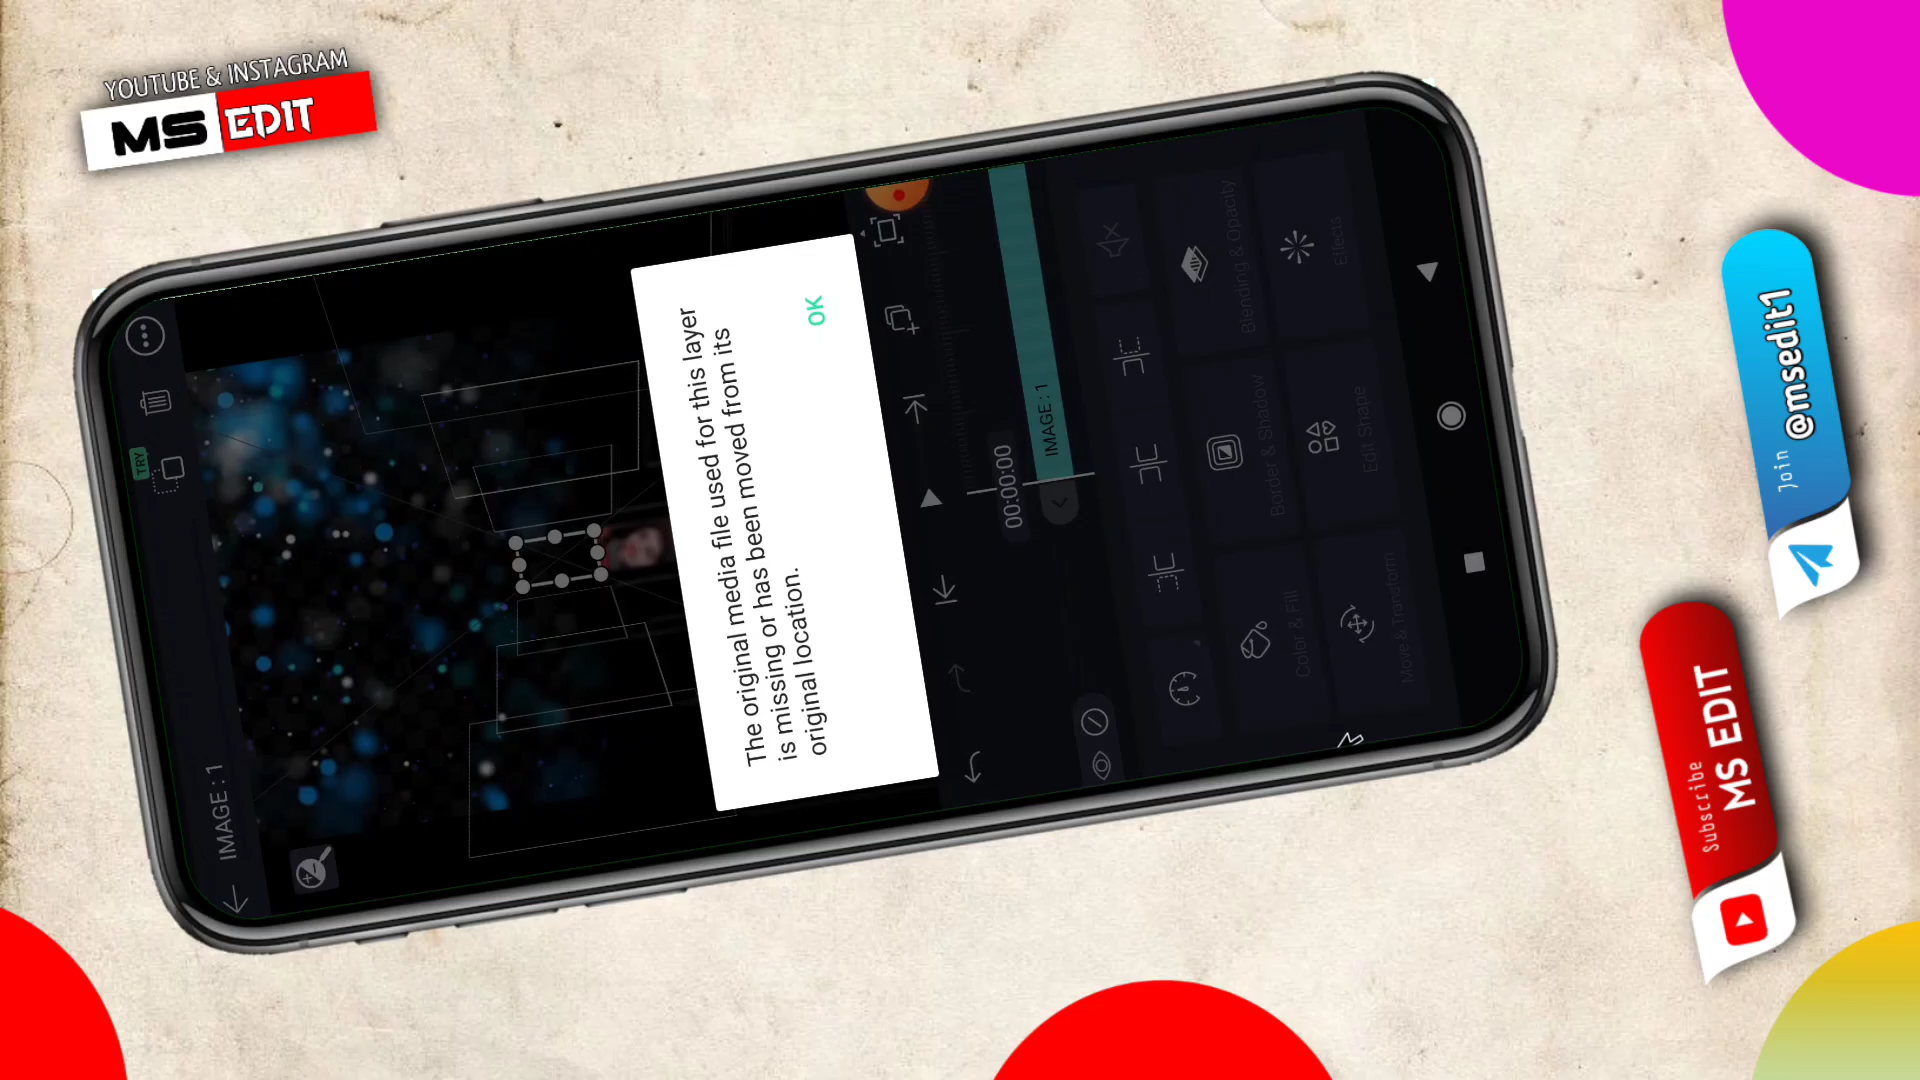 YOUTUBE & INSTAGRAM
MS EDIT
TRY
IMAGE : 1
The original media file used for this layer
is missing or has been moved from its
original location.
OK
00:00:00
IMAGE : 1
Blending & Opacity
Effects
Border & Shadow
Edit Shape
Color & Fill
Move & Transform
Join @msedit1
Subscribe
MS EDIT